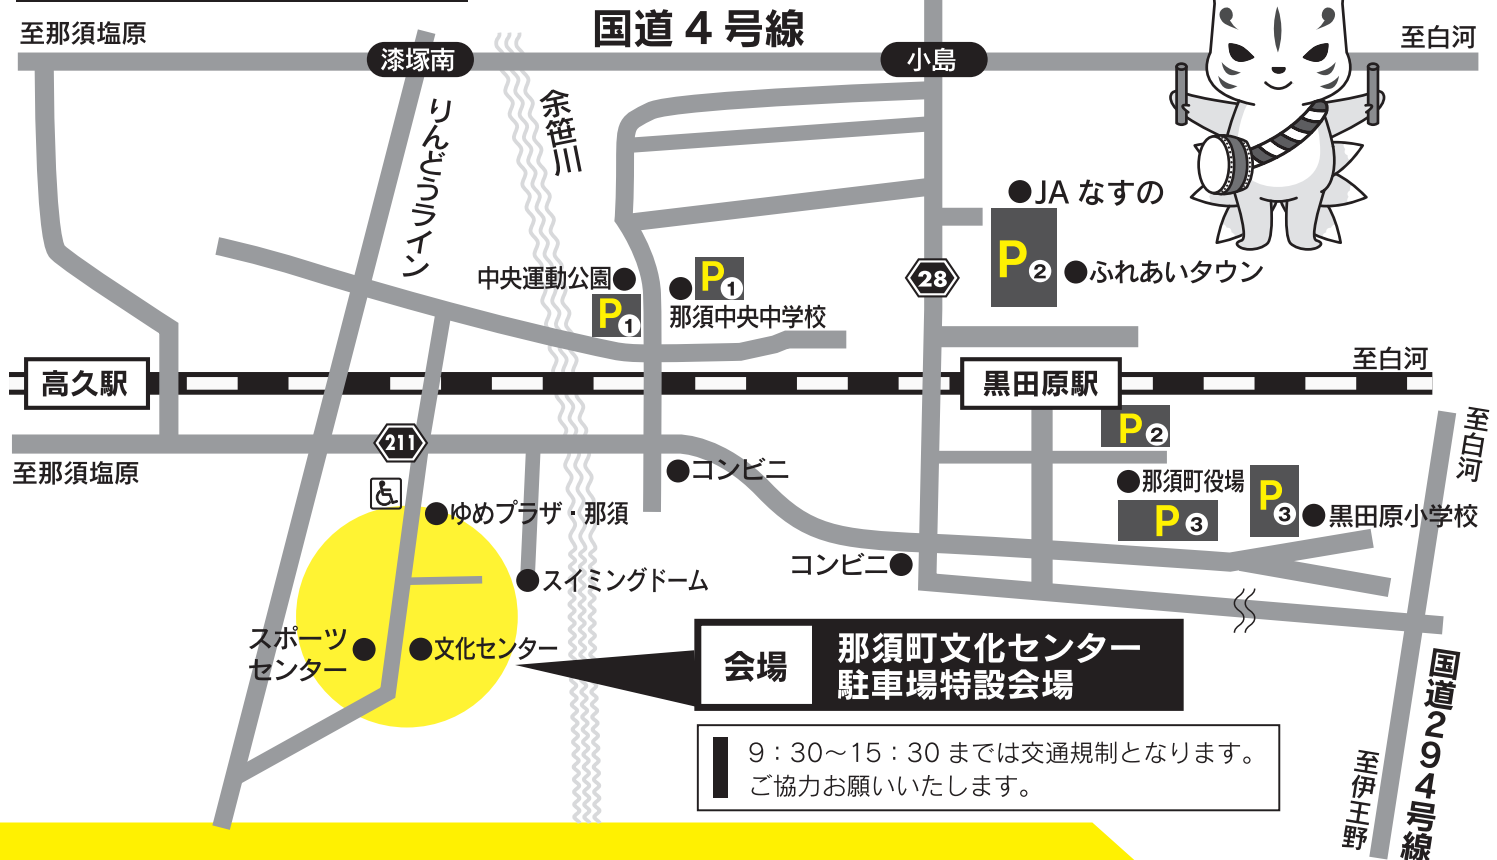 国道4号線
至那須塩原
漆塚南
小島
至白河
りんどうライン
余笹川
JA なすの
P2
ふれあいタウン
28
中央運動公園
P1
P1
那須中央中学校
至白河
高久駅
黒田原駅
P2
至白河
211
至那須塩原
コンビニ
那須町役場
P3
P3
黒田原小学校
ゆめプラザ・那須
コンビニ
スイミングドーム
スポーツ
センター
文化センター
会場
那須町文化センター
駐車場特設会場
国道294号線
至伊王野
9：30～15：30 までは交通規制となります。
ご協力お願いいたします。